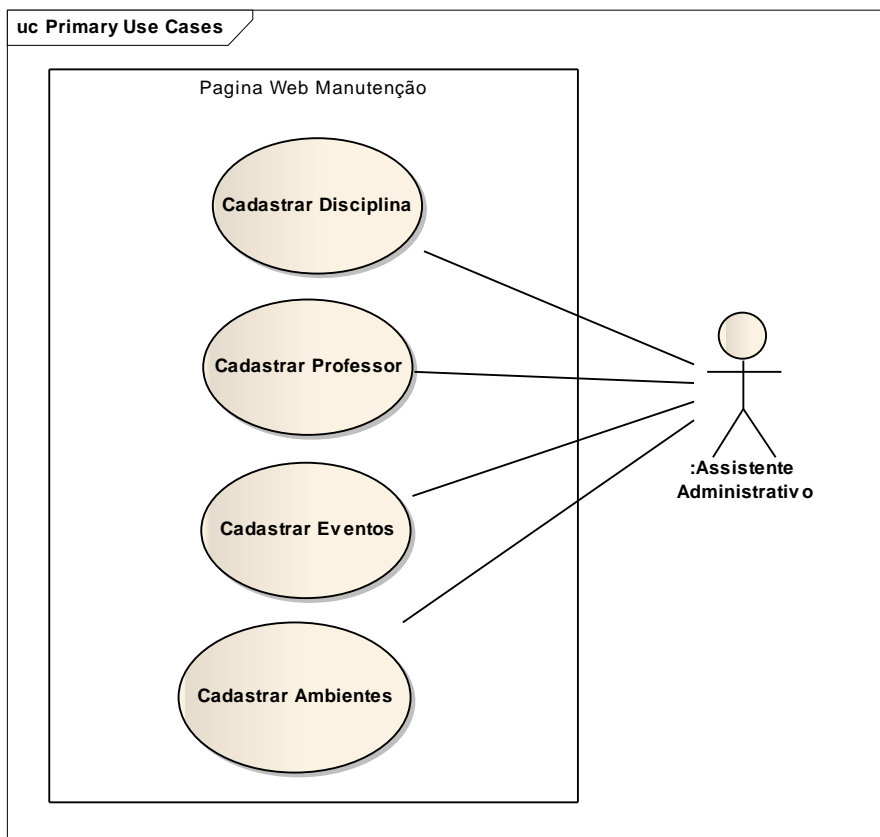 uc Primary Use Cases
Pagina Web Manutenção
Cadastrar Disciplina
Cadastrar Professor
Cadastrar Eventos
Cadastrar Ambientes
:Assistente
Administrativo